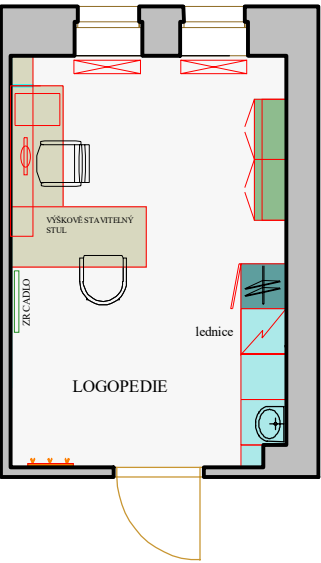 VÝŠKOVĚ STAVITELNÝ
STUL
ZRCADLO
lednice
LOGOPEDIE